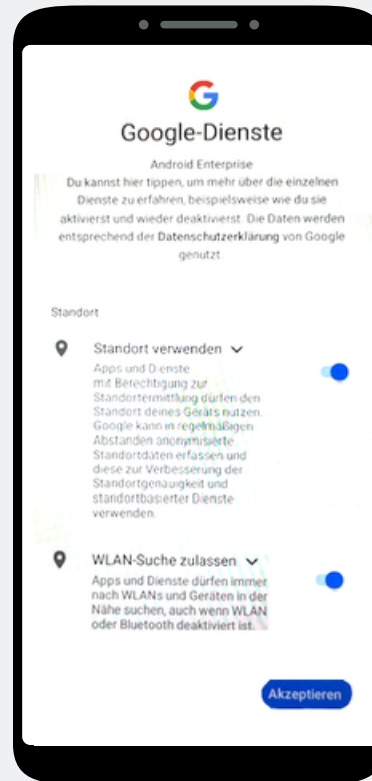 Google-Dienste
Android Enterprise
Du kannst hier tippen, um mehr über die einzelnen
Dienste zu erfahren, beispielsweise wie du sie
aktivierst und wieder deaktivierst. Die Daten werden
entsprechend der Datenschutzerklärung von Google
genutzt
Standort
Standort verwenden
Apps und Dienste
mit Berechtigung zur
Standortermittlung dürfen den
Standort deines Geräts nutzen.
Google kann in regelmäßigen
Abständen anonymisierte
Standortdaten erfassen und
diese zur Verbesserung der
Standortgenauigkeit und
standortbasierter Dienste
verwenden.
WLAN-Suche zulassen
Apps und Dienste dürfen immer
nach WLANs und Geräten in der
Nähe suchen, auch wenn WLAN
oder Bluetooth deaktiviert ist.
Akzeptieren